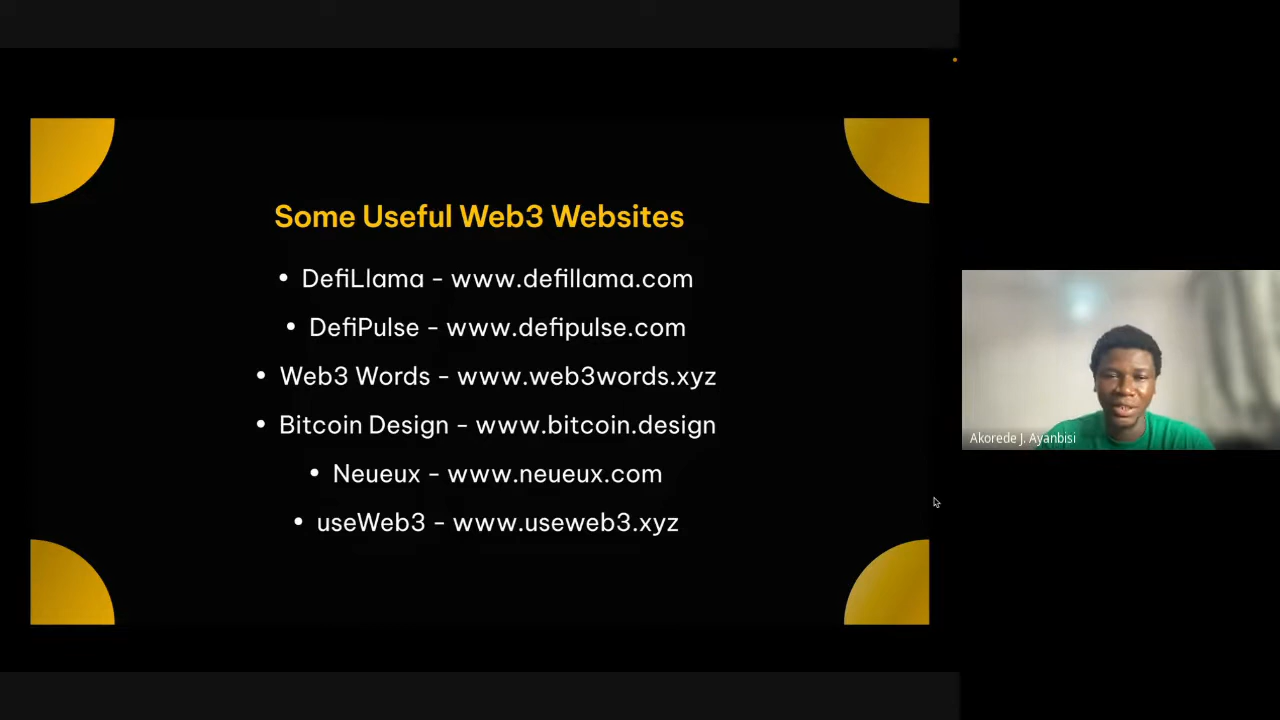 Some Useful Web3 Websites
• DefiLlama - www.defillama.com
• DefiPulse - www.defipulse.com
• Web3 Words - www.web3words.xyz
• Bitcoin Design - www.bitcoin.design
• Neueux - www.neueux.com
• useWeb3 - www.useweb3.xyz
Akorede J. Ayanbisi